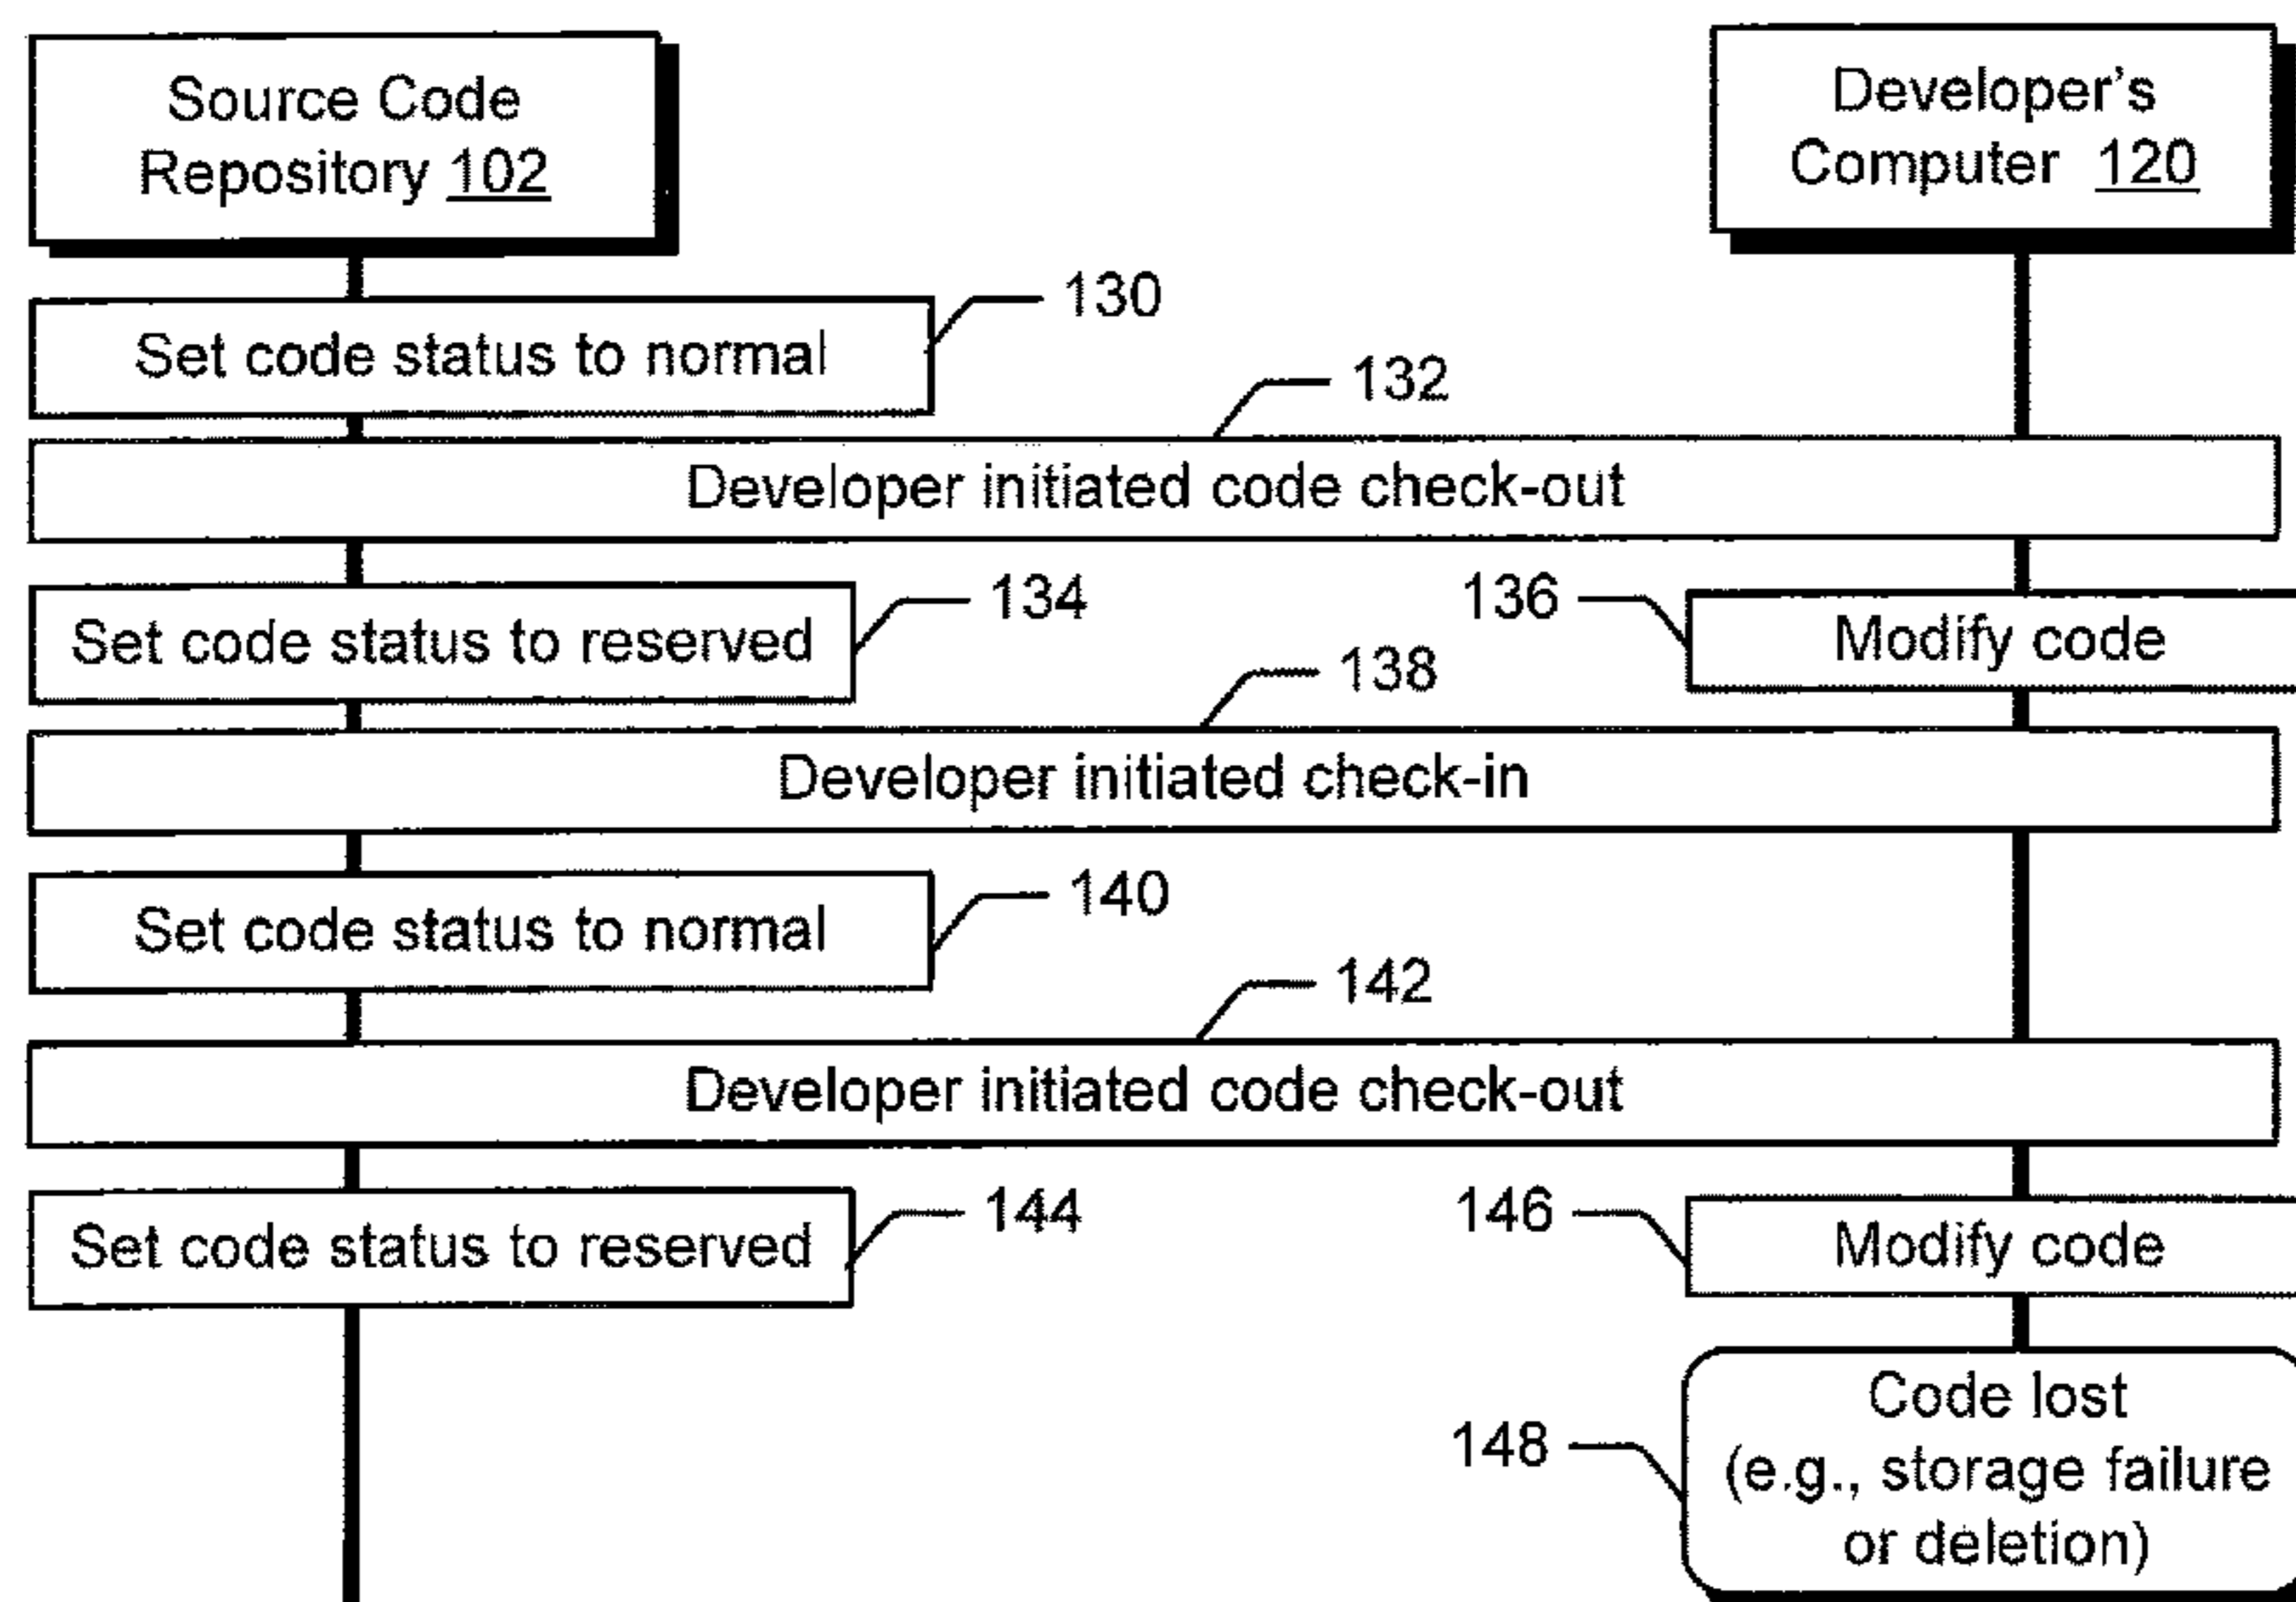 Source Code
Repository 102
Developer's
Computer 120
130
Set code status to normal
132
Developer initiated code check-out
134
136
Set code status to reserved
Modify code
138
Developer initiated check-in
140
Set code status to normal
142
Developer initiated code check-out
144
146
Set code status to reserved
Modify code
148
Code lost
(e.g., storage failure
or deletion)